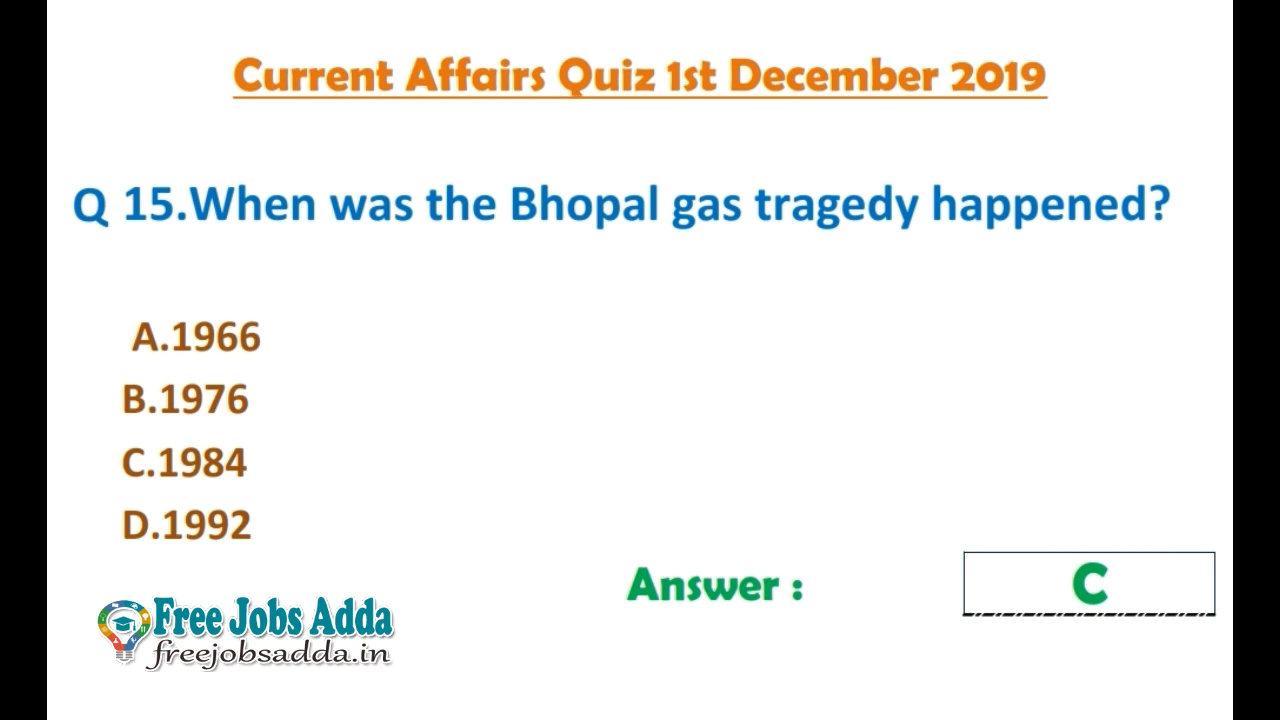 Current Affairs Quiz 1st December 2019
Q 15.When was the Bhopal gas tragedy happened?
A.1966
B.1976
C.1984
D.1992
Answer : C
Free Jobs Adda
freejobsadda.in